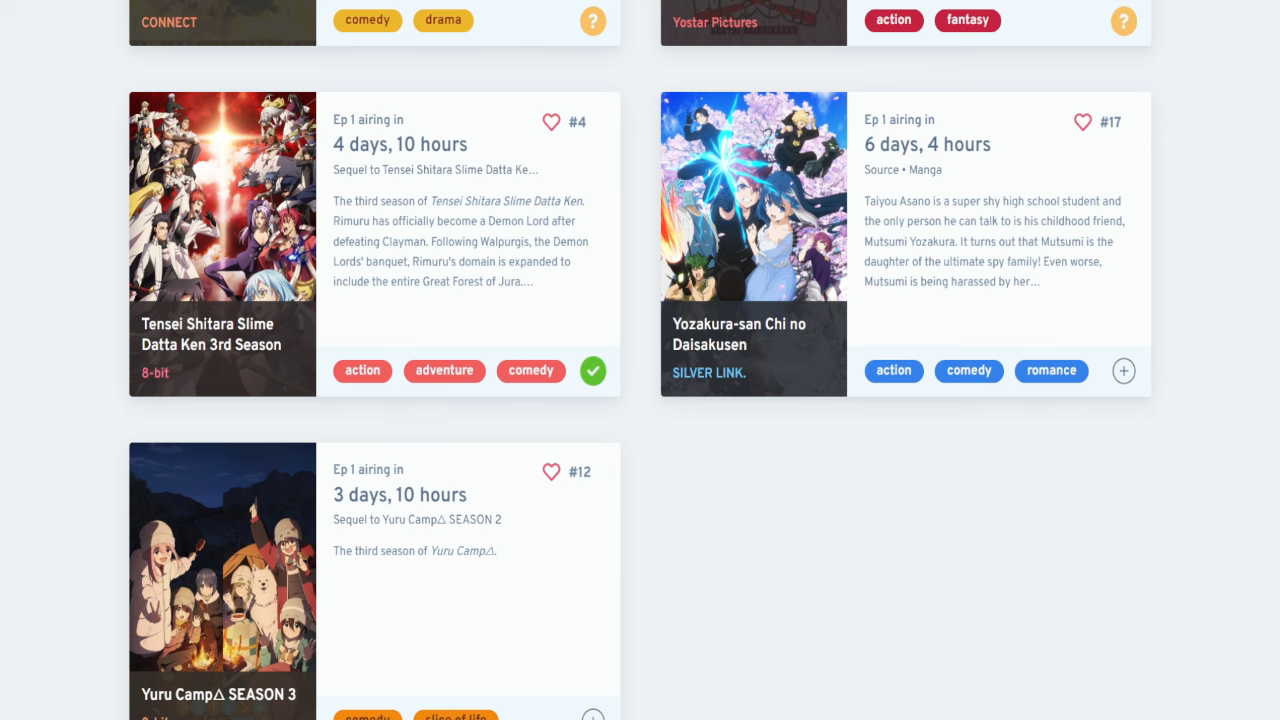 CONNECT
comedy drama ?
Yostar Pictures
action fantasy ?
Ep 1 airing in
#4
4 days, 10 hours
Sequel to Tensei Shitara Slime Datta Ke...
The third season of Tensei Shitara Slime Datta Ken.
Rimuru has officially become a Demon Lord after
defeating Clayman. Following Walpurgis, the Demon
Lords' banquet, Rimuru's domain is expanded to
include the entire Great Forest of Jura....
Tensei Shitara Slime
Datta Ken 3rd Season
8-bit
action adventure comedy
Ep 1 airing in
#17
6 days, 4 hours
Source • Manga
Taiyou Asano is a super shy high school student and
the only person he can talk to is his childhood friend,
Mutsumi Yozakura. It turns out that Mutsumi is the
daughter of the ultimate spy family! Even worse,
Mutsumi is being harassed by her...
Yozakura-san Chi no
Daisakusen
SILVER LINK.
action comedy romance
Ep 1 airing in
#12
3 days, 10 hours
Sequel to Yuru Camp△ SEASON 2
The third season of Yuru Camp△.
Yuru Camp△ SEASON 3
comedy slice of life